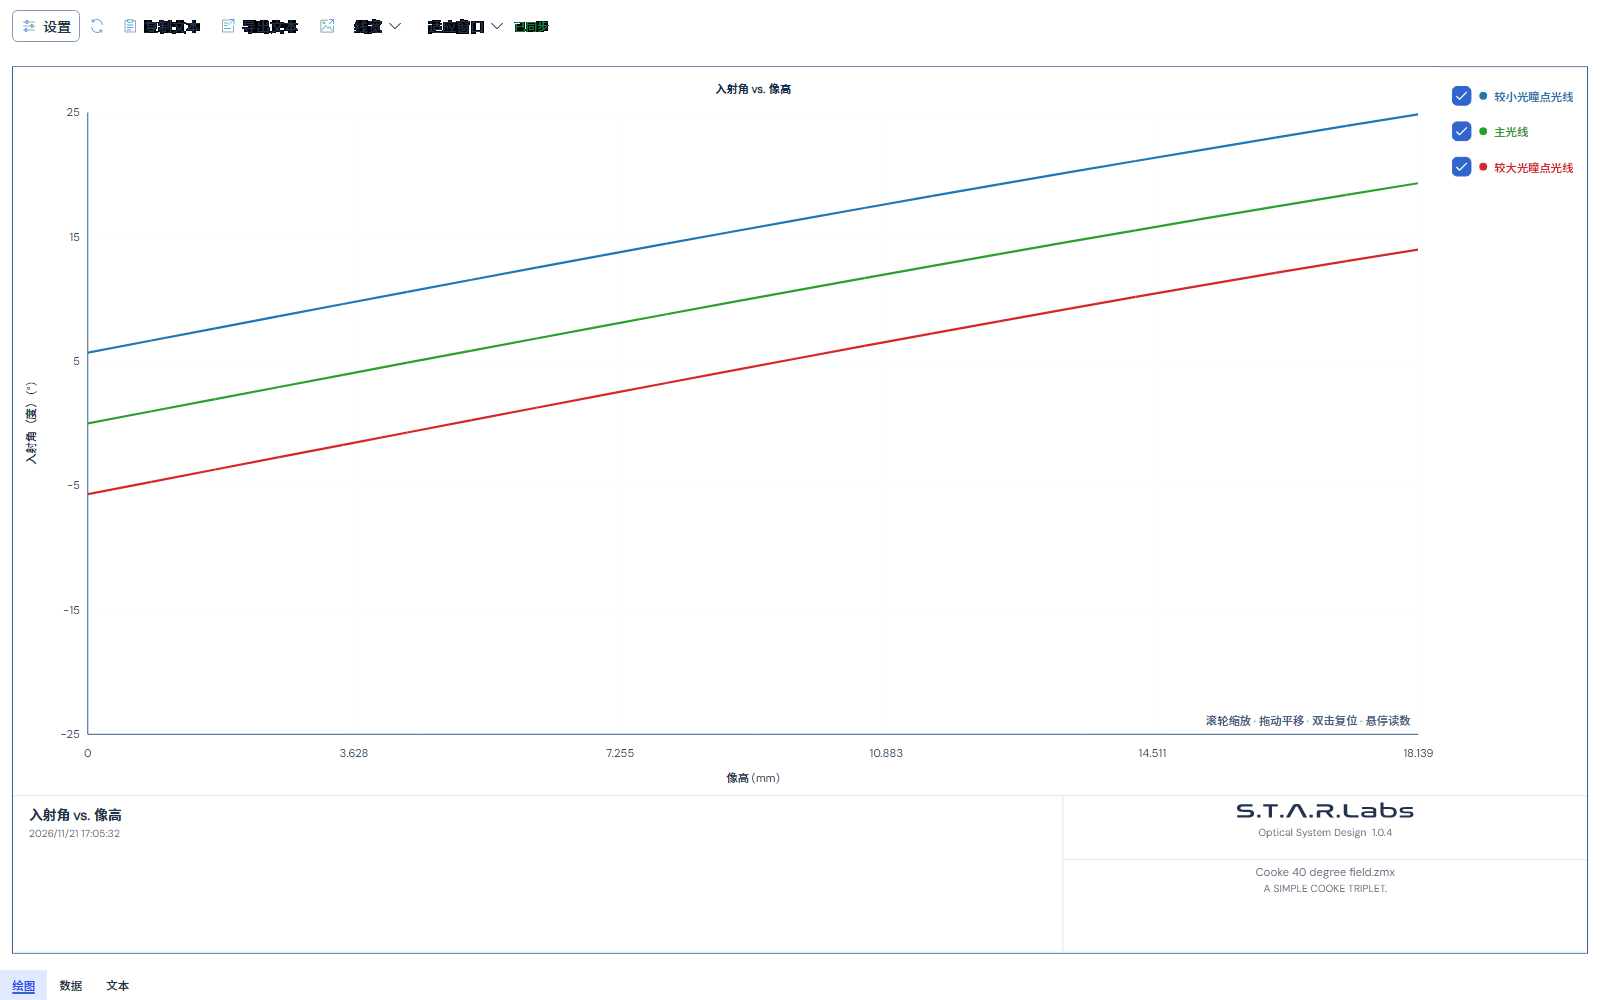 设置
入射角 vs. 像高
较小光瞳点光线
主光线
较大光瞳点光线
25
15
5
-5
-15
-25
入射角（度）(°)
滚轮缩放 · 拖动平移 · 双击复位 · 悬停读数
0 3.628 7.255 10.883 14.511 18.139
像高 (mm)
入射角 vs. 像高
2026/11/21 17:05:32
S.T.A.R.Labs
Optical System Design 1.0.4
Cooke 40 degree field.zmx
A SIMPLE COOKE TRIPLET.
绘图 数据 文本